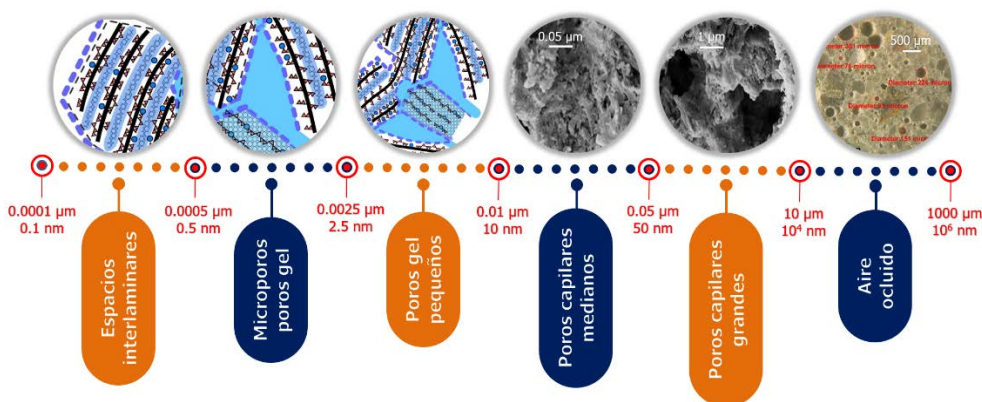 0.05 µm
1 µm
500 µm
Diameter 76 micron
0.0001 µm
0.1 nm
0.0005 µm
0.5 nm
0.0025 µm
2.5 nm
0.01 µm
10 nm
0.05 µm
50 nm
10 µm
10⁴ nm
1000 µm
10⁶ nm
Espacios
interlaminares
Microporos
poros gel
Poros gel
pequeños
Poros capilares
medianos
Poros capilares
grandes
Aire
ocluido